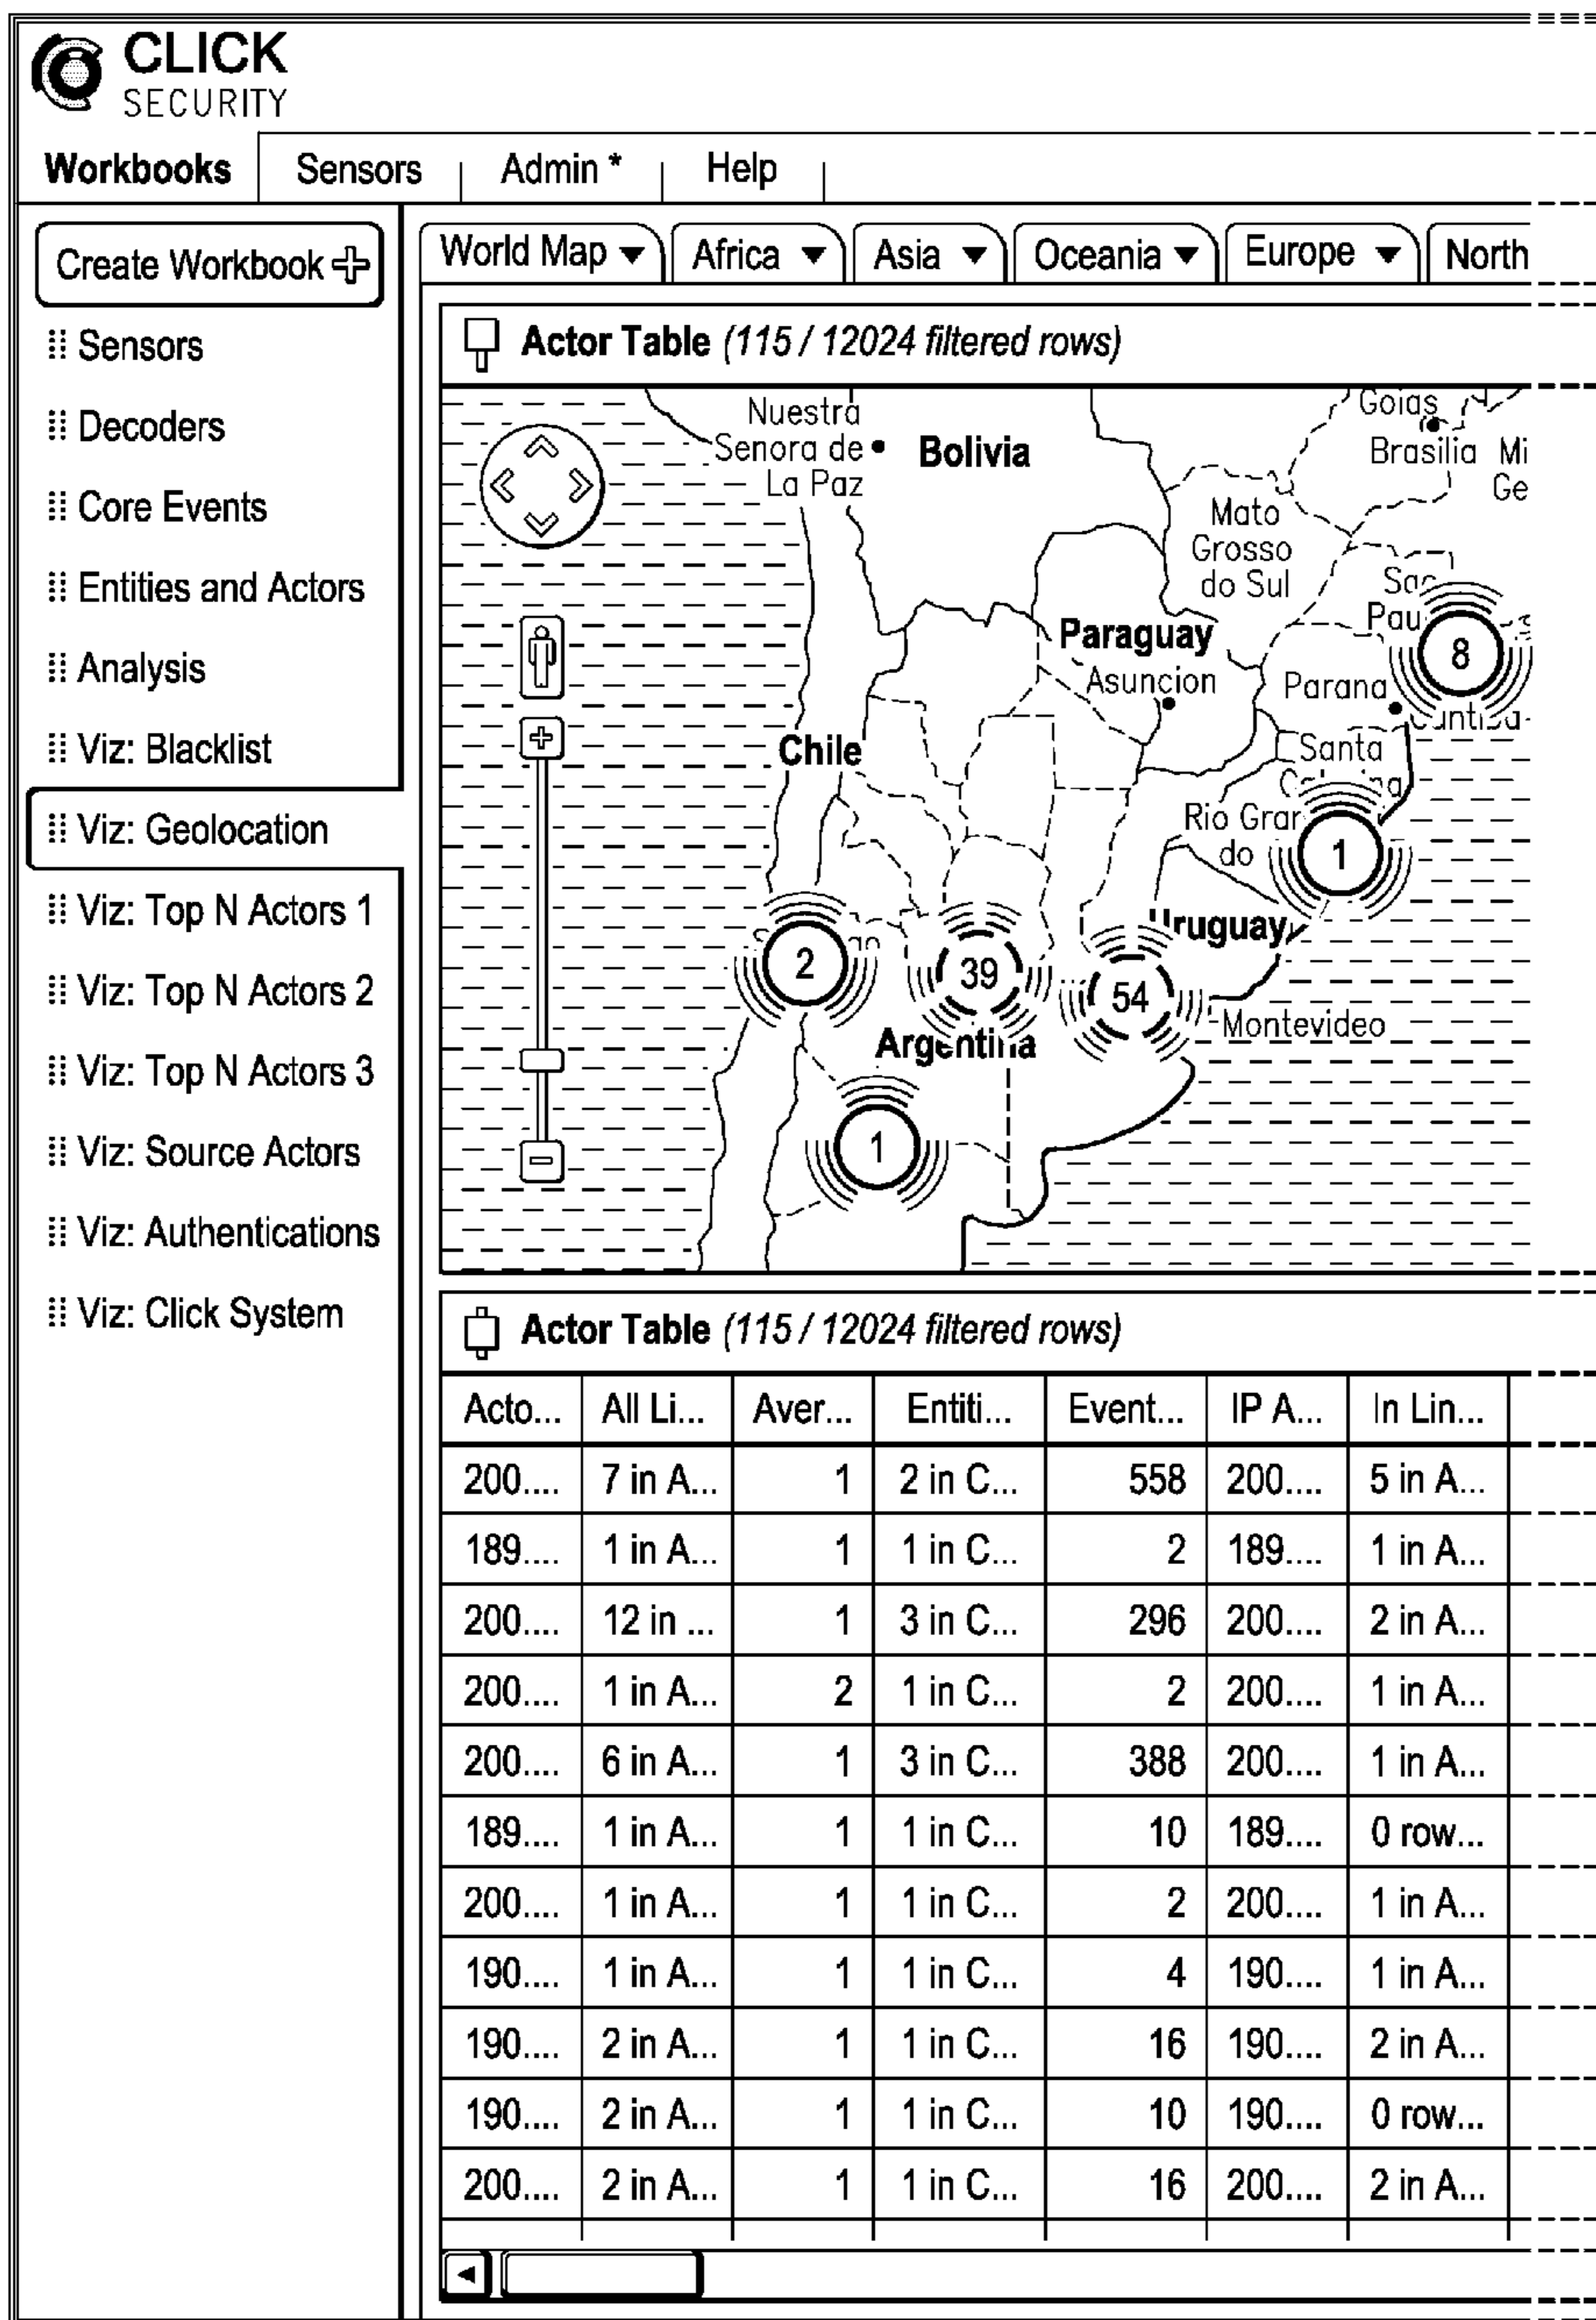 CLICK
SECURITY
Workbooks Sensors Admin * Help
Create Workbook
Sensors
Decoders
Core Events
Entities and Actors
Analysis
Viz: Blacklist
Viz: Geolocation
Viz: Top N Actors 1
Viz: Top N Actors 2
Viz: Top N Actors 3
Viz: Source Actors
Viz: Authentications
Viz: Click System
World Map Africa Asia Oceania Europe North
Actor Table (115 / 12024 filtered rows)
Nuestra
Senora de
La Paz
Bolivia
Goias
Brasilia Mi
Ge
Mato
Grosso
do Sul
Pau
8
Paraguay
Asuncion
Parana
Chile
Santa
Rio Gran
do
1
Uruguay
2
39
54
Montevideo
Argentina
1
Actor Table (115 / 12024 filtered rows)
Acto... All Li... Aver... Entiti... Event... IP A... In Lin...
200.... 7 in A... 1 2 in C... 558 200.... 5 in A...
189.... 1 in A... 1 1 in C... 2 189.... 1 in A...
200.... 12 in ... 1 3 in C... 296 200.... 2 in A...
200.... 1 in A... 2 1 in C... 2 200.... 1 in A...
200.... 6 in A... 1 3 in C... 388 200.... 1 in A...
189.... 1 in A... 1 1 in C... 10 189.... 0 row...
200.... 1 in A... 1 1 in C... 2 200.... 1 in A...
190.... 1 in A... 1 1 in C... 4 190.... 1 in A...
190.... 2 in A... 1 1 in C... 16 190.... 2 in A...
190.... 2 in A... 1 1 in C... 10 190.... 0 row...
200.... 2 in A... 1 1 in C... 16 200.... 2 in A...